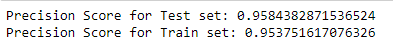 Precision Score for Test set: 0.9584382871536524
Precision Score for Train set: 0.953751617076326